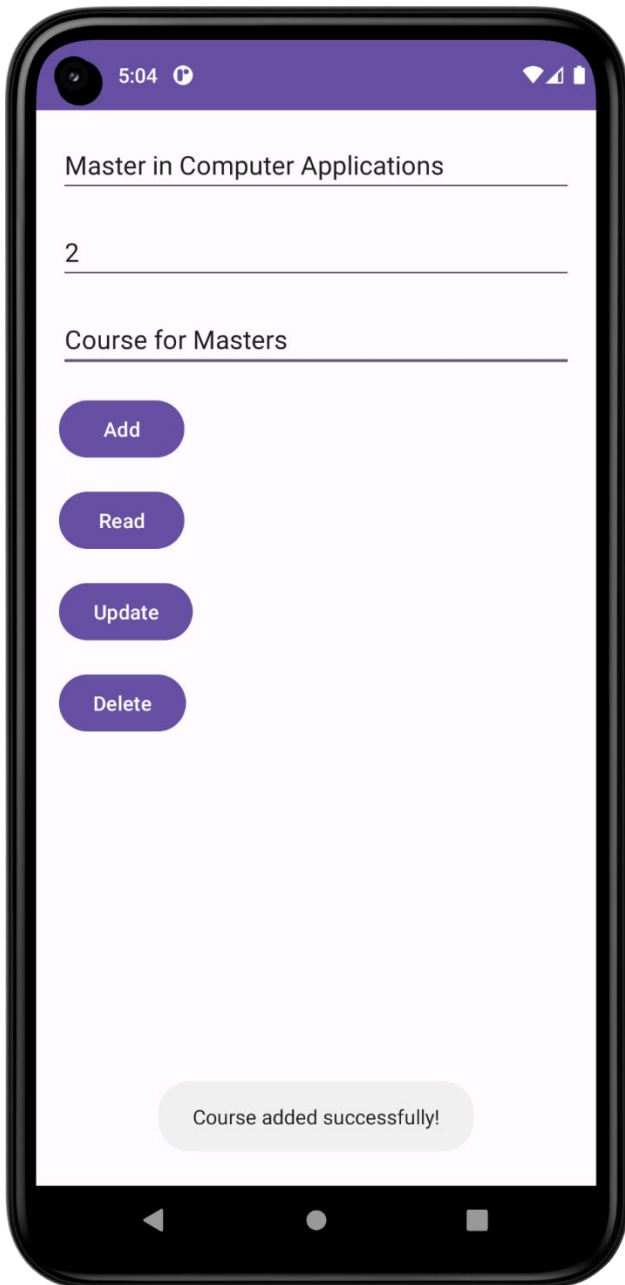 5:04
Master in Computer Applications
2
Course for Masters
Add
Read
Update
Delete
Course added successfully!